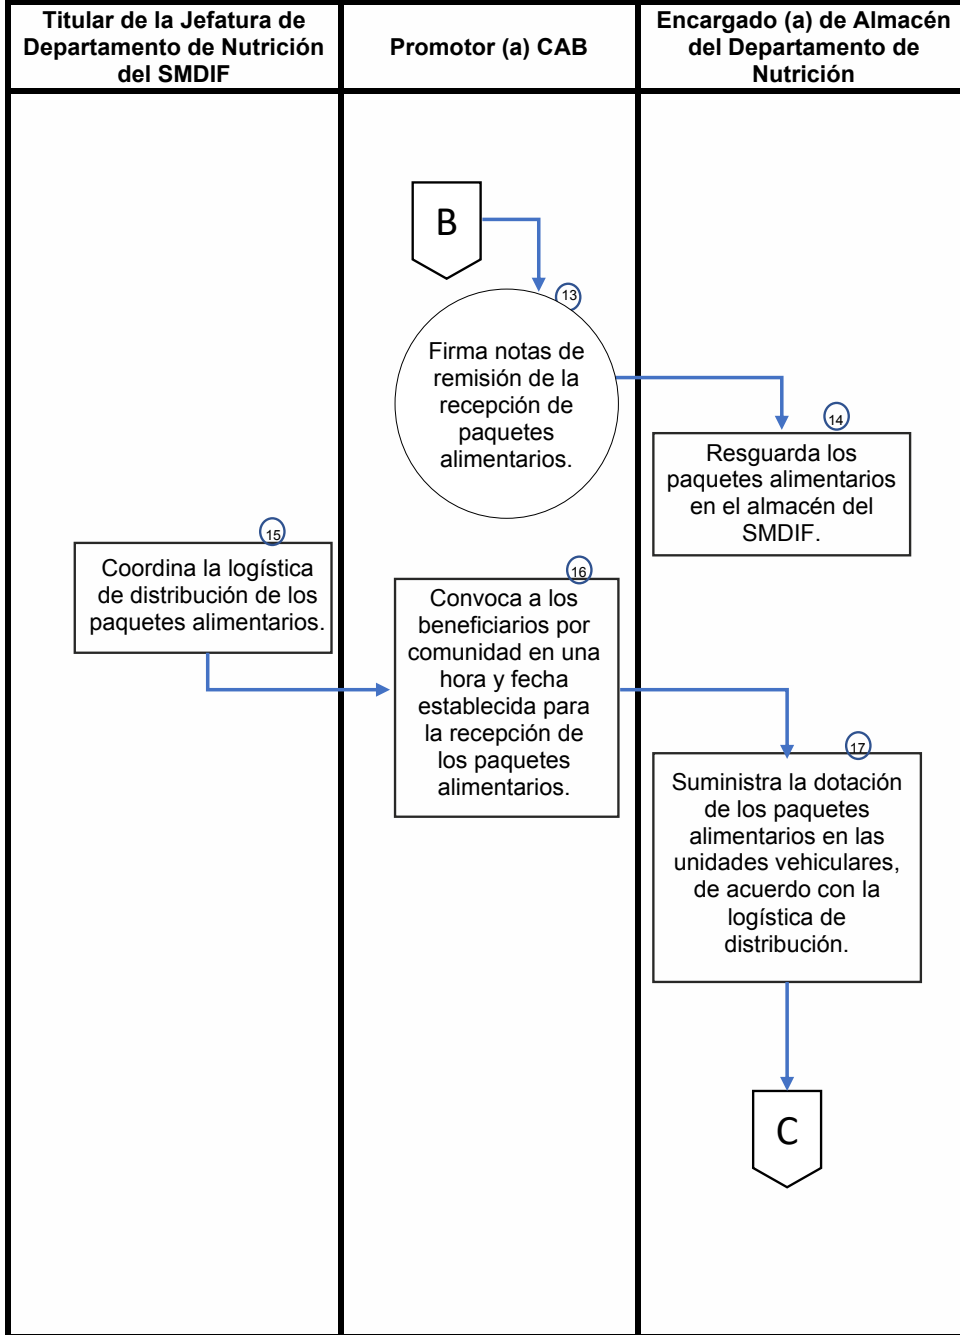 Titular de la Jefatura de
Departamento de Nutrición
del SMDIF
Promotor (a) CAB
Encargado (a) de Almacén
del Departamento de
Nutrición
B
13
Firma notas de
remisión de la
recepción de
paquetes
alimentarios.
14
Resguarda los
paquetes alimentarios
en el almacén del
SMDIF.
15
Coordina la logística
de distribución de los
paquetes alimentarios.
16
Convoca a los
beneficiarios por
comunidad en una
hora y fecha
establecida para
la recepción de
los paquetes
alimentarios.
17
Suministra la dotación
de los paquetes
alimentarios en las
unidades vehiculares,
de acuerdo con la
logística de
distribución.
C